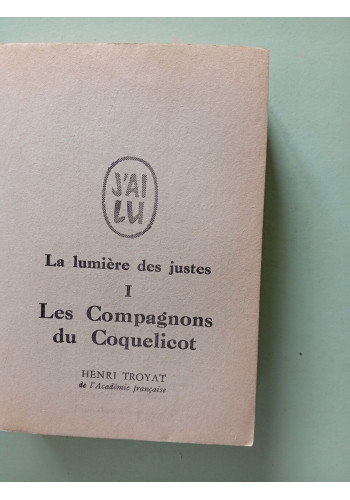 J'AI
LU
La lumière des justes
I
Les Compagnons
du Coquelicot
HENRI TROYAT
de l'Académie française